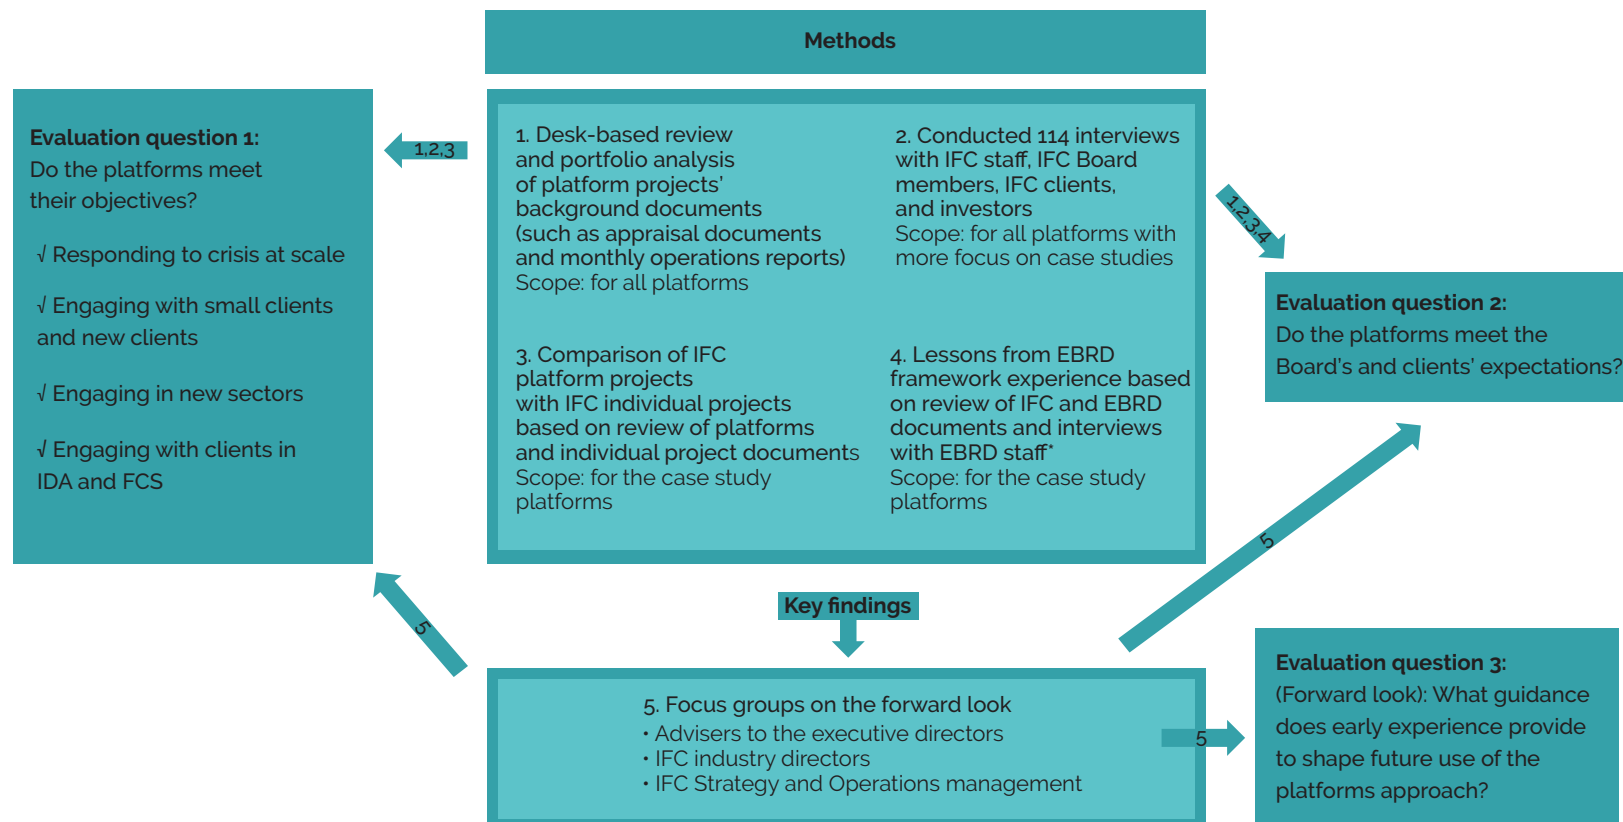 Methods
Evaluation question 1:
Do the platforms meet
their objectives?
√ Responding to crisis at scale
√ Engaging with small clients
and new clients
√ Engaging in new sectors
√ Engaging with clients in
IDA and FCS
1,2,3
1. Desk-based review
and portfolio analysis
of platform projects’
background documents
(such as appraisal documents
and monthly operations reports)
Scope: for all platforms
2. Conducted 114 interviews
with IFC staff, IFC Board
members, IFC clients,
and investors
Scope: for all platforms with
more focus on case studies
3. Comparison of IFC
platform projects
with IFC individual projects
based on review of platforms
and individual project documents
Scope: for the case study
platforms
4. Lessons from EBRD
framework experience based
on review of IFC and EBRD
documents and interviews
with EBRD staff*
Scope: for the case study
platforms
1,2,3,4
Evaluation question 2:
Do the platforms meet the
Board’s and clients’ expectations?
5
Key findings
5
5. Focus groups on the forward look
• Advisers to the executive directors
• IFC industry directors
• IFC Strategy and Operations management
5
Evaluation question 3:
(Forward look): What guidance
does early experience provide
to shape future use of the
platforms approach?